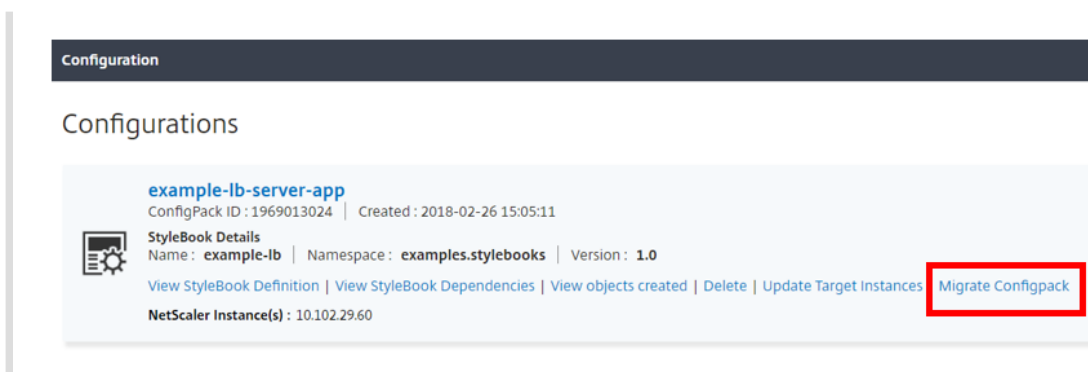 Configuration
Configurations
example-lb-server-app
ConfigPack ID : 1969013024 | Created : 2018-02-26 15:05:11
StyleBook Details
Name : example-lb | Namespace : examples.stylebooks | Version : 1.0
View StyleBook Definition | View StyleBook Dependencies | View objects created | Delete | Update Target Instances Migrate Configpack
NetScaler Instance(s) : 10.102.29.60